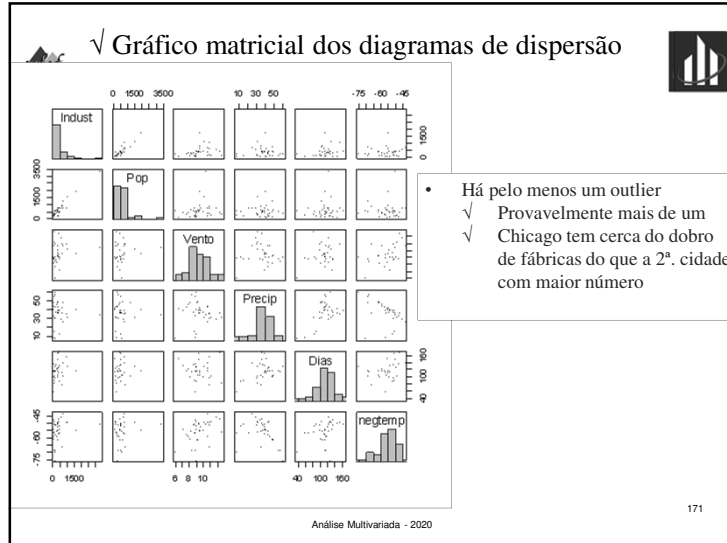 √ Gráfico matricial dos diagramas de dispersão
0 1500 3500
10 30 50
-75 -60 -45
Indust
0 1500
Pop
0 1500 3500
Vento
Precip
10 30 50
Dias
40 100 160
negtemp
-75 -60 -45
0 1500
6 8 10
40 100 160
• Há pelo menos um outlier
√ Provavelmente mais de um
√ Chicago tem cerca do dobro
de fábricas do que a 2ª. cidade
com maior número
171
Análise Multivariada - 2020